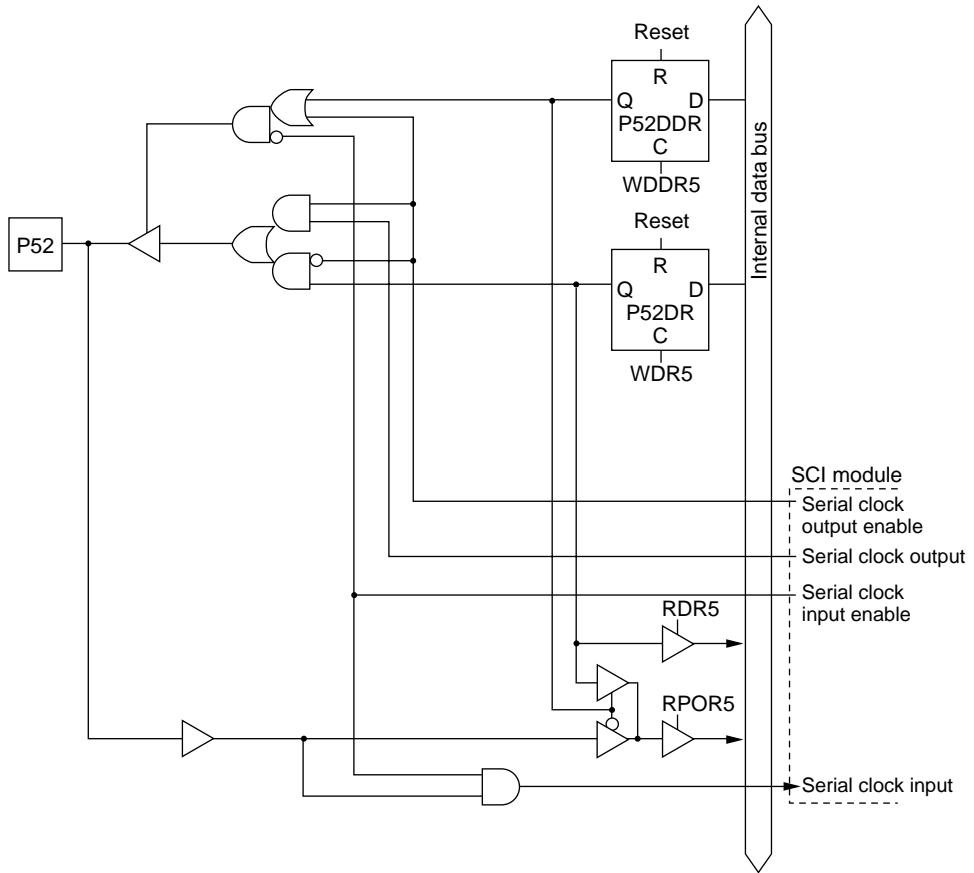 Reset
R
Q D
P52DDR
C
WDDR5
Internal data bus
P52
Reset
R
Q D
P52DR
C
WDR5
SCI module
Serial clock
output enable
Serial clock output
Serial clock
input enable
RDR5
RPOR5
Serial clock input